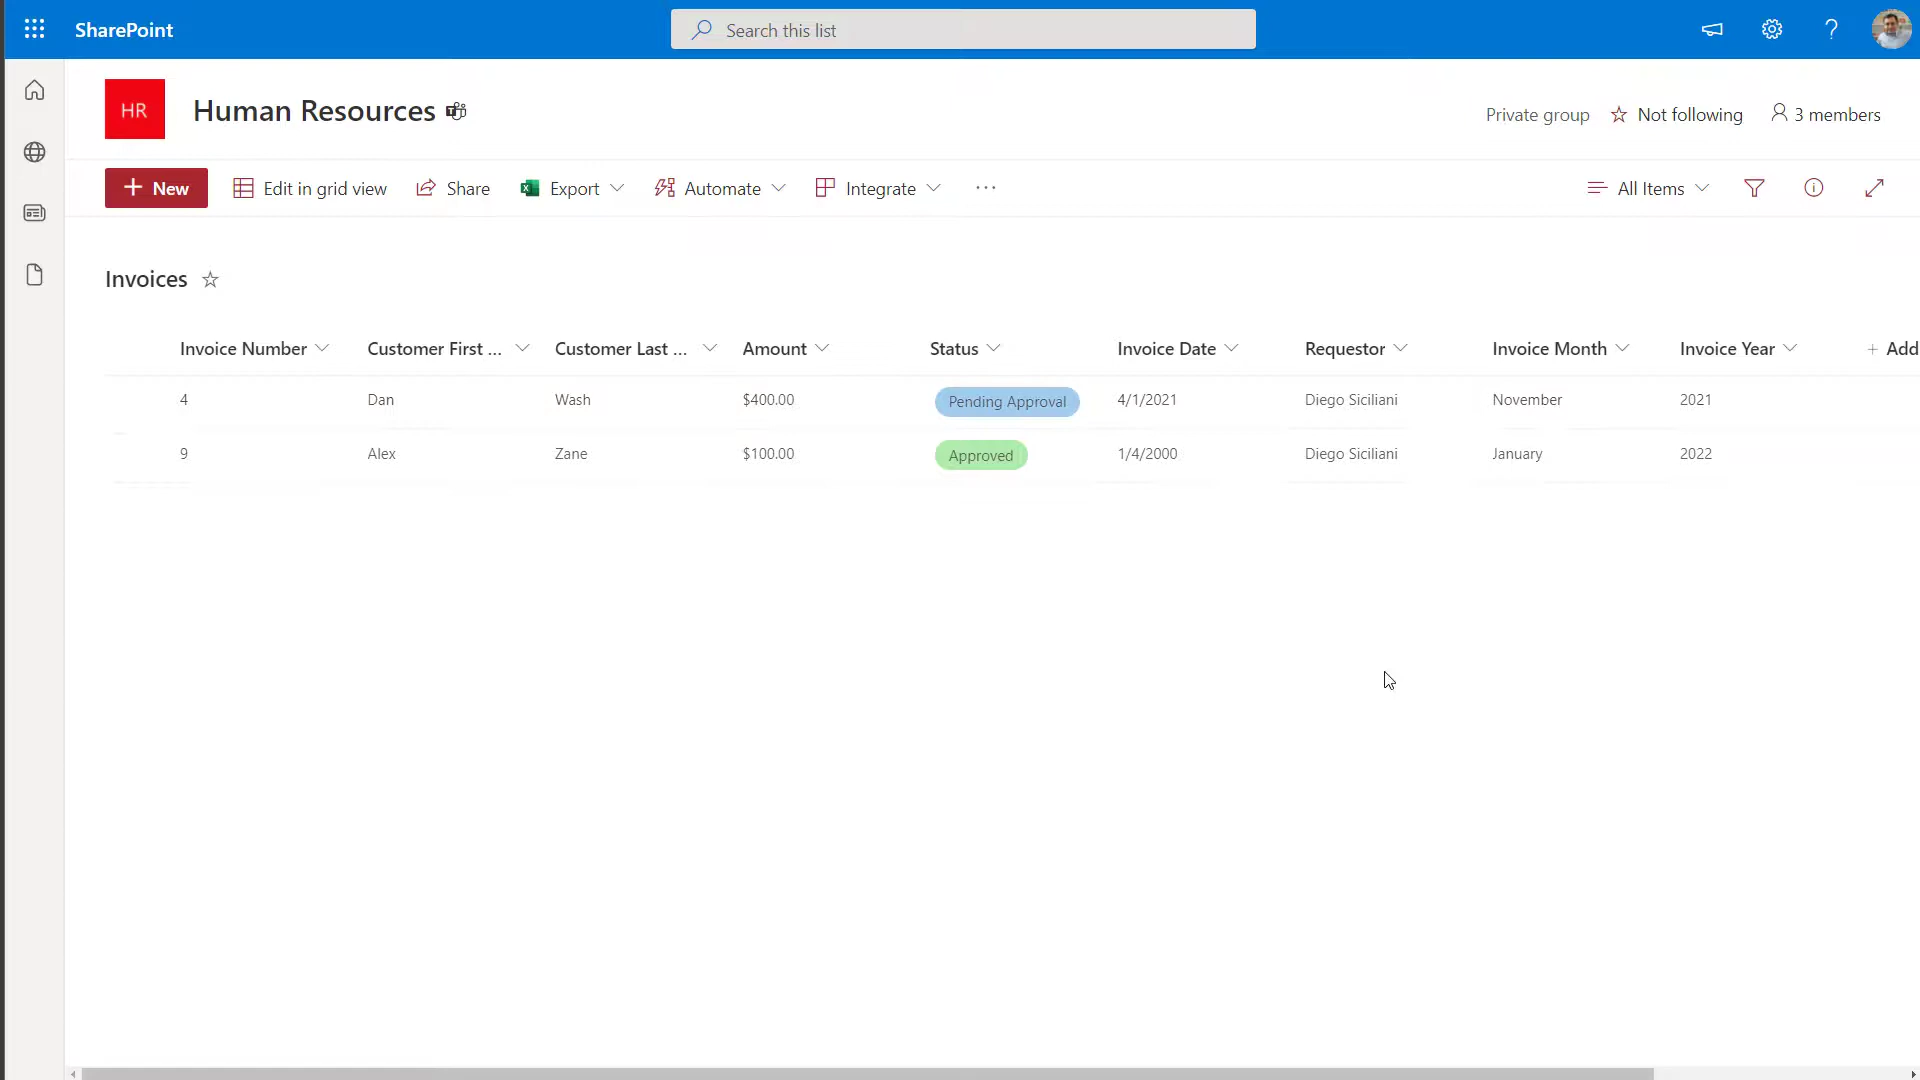 SharePoint
Search this list
?
HR
Human Resources
Private group
Not following
3 members
+ New
Edit in grid view
Share
Export
Automate
Integrate
...
All Items
Invoices
Invoice Number
Customer First ...
Customer Last ...
Amount
Status
Invoice Date
Requestor
Invoice Month
Invoice Year
+ Add
4
Dan
Wash
$400.00
Pending Approval
4/1/2021
Diego Siciliani
November
2021
9
Alex
Zane
$100.00
Approved
1/4/2000
Diego Siciliani
January
2022